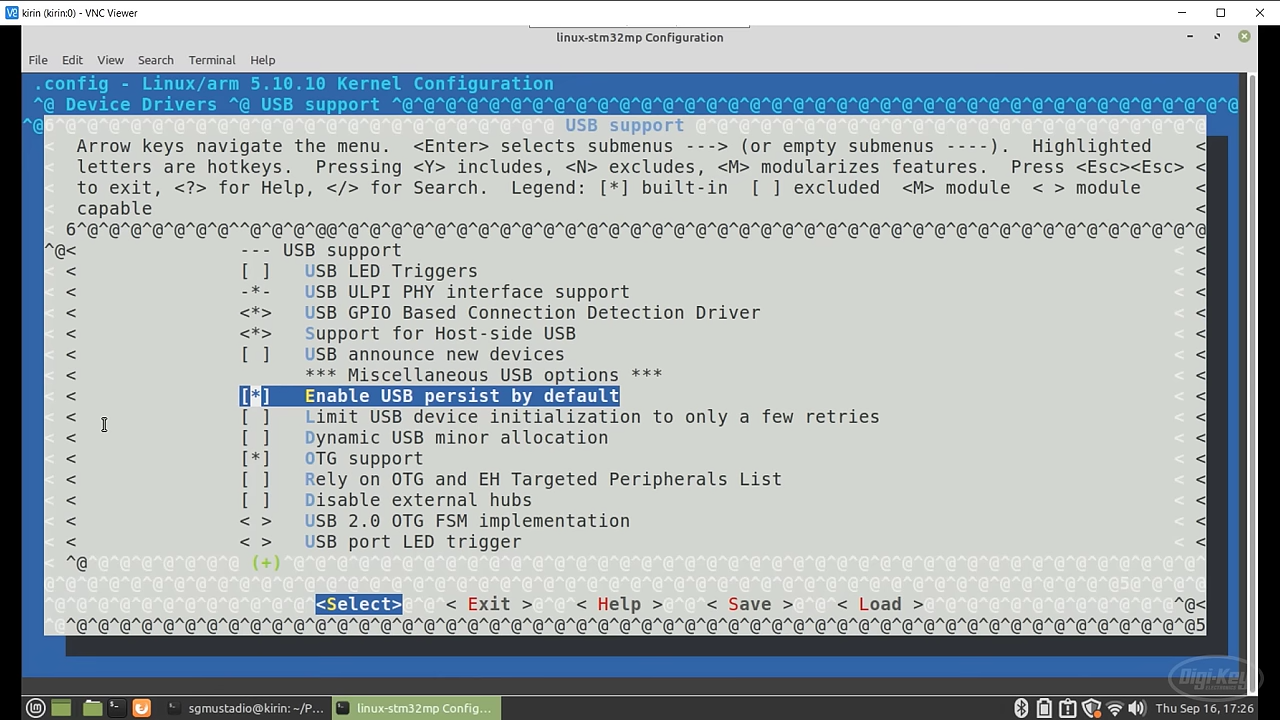 kirin (kirin:0) - VNC Viewer
linux-stm32mp Configuration
File Edit View Search Terminal Help
.config - Linux/arm 5.10.10 Kernel Configuration
^@ Device Drivers ^@ USB support ^@^@^@^@^@^@^@^@^@^@^@^@^@^@^@^@^@^@^@^@^@^@^@^@^@^@^@^@^@^@^@^@^@^@^@^@^@^@^@
USB support
Arrow keys navigate the menu. <Enter> selects submenus ---> (or empty submenus ----). Highlighted
letters are hotkeys. Pressing <Y> includes, <N> excludes, <M> modularizes features. Press <Esc><Esc>
to exit, <?> for Help, </> for Search. Legend: [*] built-in [ ] excluded <M> module < > module
capable
--- USB support
[ ] USB LED Triggers
-*- USB ULPI PHY interface support
<*> USB GPIO Based Connection Detection Driver
<*> Support for Host-side USB
[ ] USB announce new devices
*** Miscellaneous USB options ***
[*] Enable USB persist by default
[ ] Limit USB device initialization to only a few retries
[ ] Dynamic USB minor allocation
[*] OTG support
[ ] Rely on OTG and EH Targeted Peripherals List
[ ] Disable external hubs
< > USB 2.0 OTG FSM implementation
< > USB port LED trigger
(+)
<Select> < Exit > < Help > < Save > < Load >
Digi-Key
ELECTRONICS
sgmustadio@kirin: ~/P... linux-stm32mp Config... Thu Sep 16, 17:26